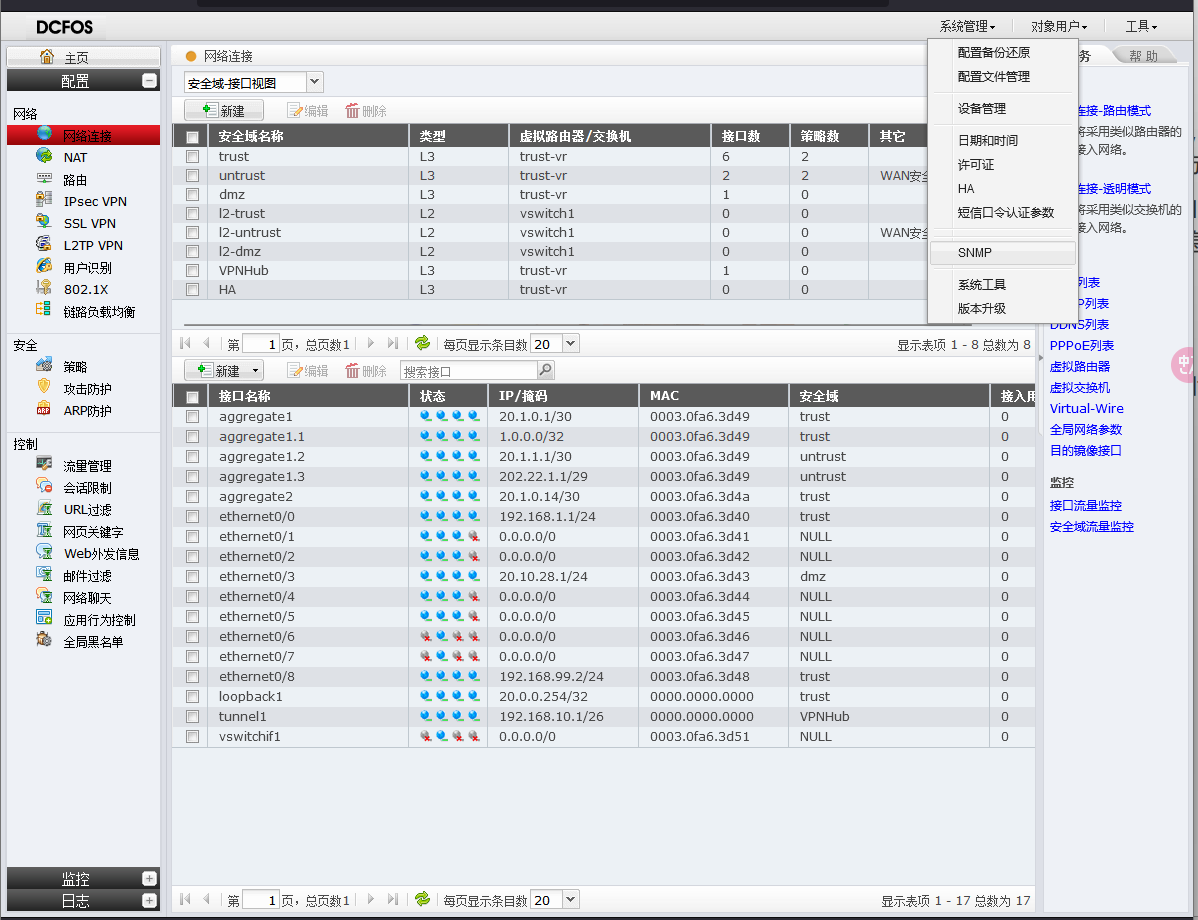 DCFOS
系统管理 对象用户 工具
主页
配置
网络
网络连接
NAT
路由
IPsec VPN
SSL VPN
L2TP VPN
用户识别
802.1X
链路负载均衡
安全
策略
攻击防护
ARP防护
控制
流量管理
会话限制
URL过滤
网页关键字
Web外发信息
邮件过滤
网络聊天
应用行为控制
全局黑名单
监控
日志
网络连接
安全域-接口视图
新建 编辑 删除
安全域名称 类型 虚拟路由器/交换机 接口数 策略数 其它
trust L3 trust-vr 6 2
untrust L3 trust-vr 2 2 WAN安全
dmz L3 trust-vr 1 0
l2-trust L2 vswitch1 0 0
l2-untrust L2 vswitch1 0 0 WAN安全
l2-dmz L2 vswitch1 0 0
VPNHub L3 trust-vr 1 0
HA L3 trust-vr 0 0
第 1 页，总页数1 每页显示条目数 20 显示表项 1 - 8 总数为 8
新建 编辑 删除 搜索接口
接口名称 状态 IP/掩码 MAC 安全域 接入用
aggregate1 20.1.0.1/30 0003.0fa6.3d49 trust 0
aggregate1.1 1.0.0.0/32 0003.0fa6.3d49 trust 0
aggregate1.2 20.1.1.1/30 0003.0fa6.3d49 untrust 0
aggregate1.3 202.22.1.1/29 0003.0fa6.3d49 untrust 0
aggregate2 20.1.0.14/30 0003.0fa6.3d4a trust 0
ethernet0/0 192.168.1.1/24 0003.0fa6.3d40 trust 0
ethernet0/1 0.0.0.0/0 0003.0fa6.3d41 NULL 0
ethernet0/2 0.0.0.0/0 0003.0fa6.3d42 NULL 0
ethernet0/3 20.10.28.1/24 0003.0fa6.3d43 dmz 0
ethernet0/4 0.0.0.0/0 0003.0fa6.3d44 NULL 0
ethernet0/5 0.0.0.0/0 0003.0fa6.3d45 NULL 0
ethernet0/6 0.0.0.0/0 0003.0fa6.3d46 NULL 0
ethernet0/7 0.0.0.0/0 0003.0fa6.3d47 NULL 0
ethernet0/8 192.168.99.2/24 0003.0fa6.3d48 trust 0
loopback1 20.0.0.254/32 0000.0000.0000 trust 0
tunnel1 192.168.10.1/26 0000.0000.0000 VPNHub 0
vswitchif1 0.0.0.0/0 0003.0fa6.3d51 NULL 0
第 1 页，总页数1 每页显示条目数 20 显示表项 1 - 17 总数为 17
配置备份还原
配置文件管理
设备管理
日期和时间
许可证
HA
短信口令认证参数
SNMP
系统工具
版本升级
务 帮助
连接-路由模式
将采用类似路由器的
接入网络。
连接-透明模式
将采用类似交换机的
接入网络。
列表
P列表
DDNS列表
PPPoE列表
虚拟路由器
虚拟交换机
Virtual-Wire
全局网络参数
目的镜像接口
监控
接口流量监控
安全域流量监控
中